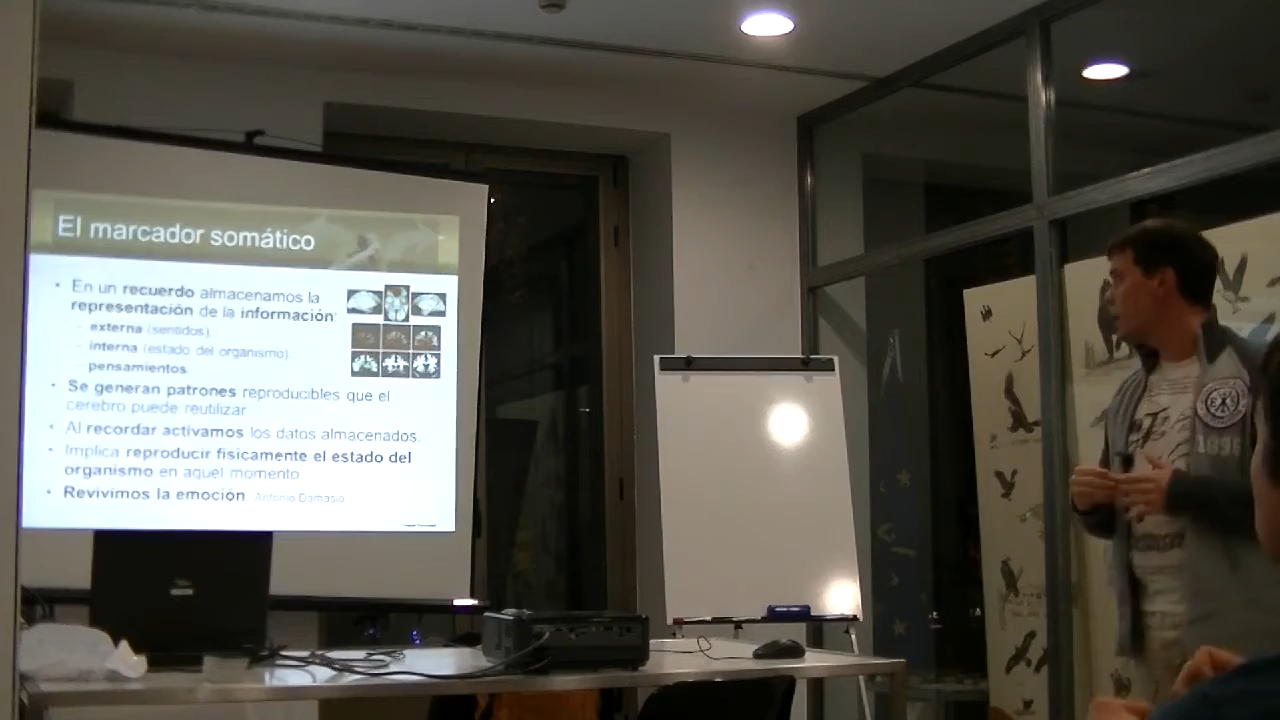 El marcador somático
• En un recuerdo almacenamos la
representación de la información:
- externa (sentidos)
- interna (estado del organismo)
pensamientos
• Se generan patrones reproducibles que el
cerebro puede reutilizar
• Al recordar activamos los datos almacenados.
• Implica reproducir físicamente el estado del
organismo en aquel momento
• Revivimos la emoción. Antonio Damasio
1896